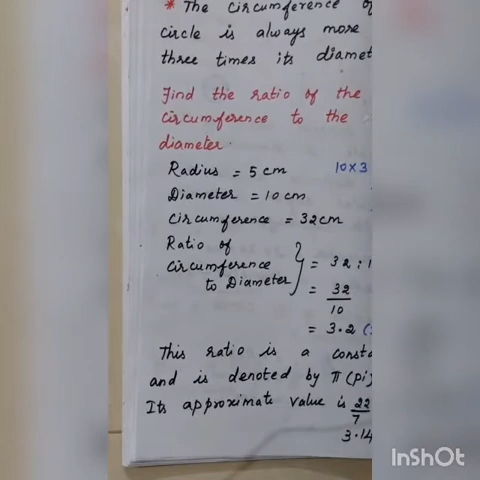 * The circumference of
circle is always more
three times its diamet
Find the ratio of the
circumference to the
diameter.
Radius = 5 cm 10 x 3
Diameter = 10 cm
circumference = 32 cm
Ratio of
circumference
to Diameter } = 32 : 1
= 32/10
= 3.2 (
This ratio is a consta
and is denoted by π (pi)
Its approximate value is 22/7
3.14
InShOt